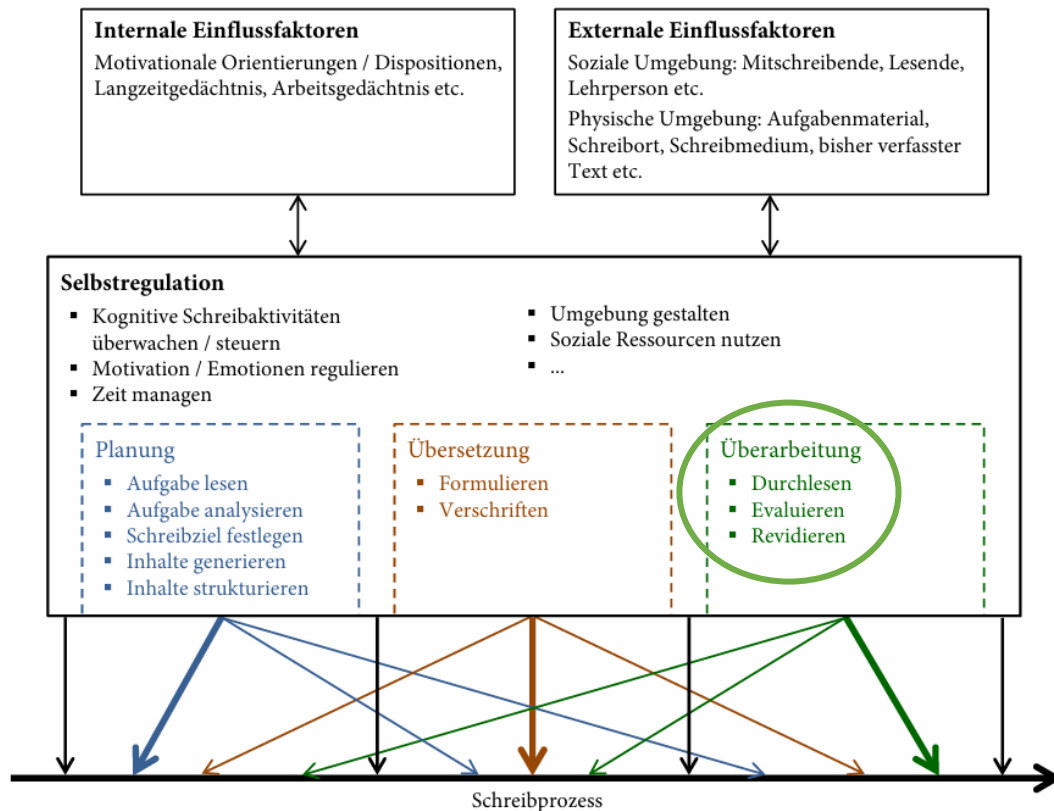 Internale Einflussfaktoren
Motivationale Orientierungen / Dispositionen,
Langzeitgedächtnis, Arbeitsgedächtnis etc.
Externale Einflussfaktoren
Soziale Umgebung: Mitschreibende, Lesende,
Lehrperson etc.
Physische Umgebung: Aufgabenmaterial,
Schreibort, Schreibmedium, bisher verfasster
Text etc.
Selbstregulation
▪ Kognitive Schreibaktivitäten
überwachen / steuern
▪ Motivation / Emotionen regulieren
▪ Zeit managen
▪ Umgebung gestalten
▪ Soziale Ressourcen nutzen
▪ ...
Planung
▪ Aufgabe lesen
▪ Aufgabe analysieren
▪ Schreibziel festlegen
▪ Inhalte generieren
▪ Inhalte strukturieren
Übersetzung
▪ Formulieren
▪ Verschriften
Überarbeitung
▪ Durchlesen
▪ Evaluieren
▪ Revidieren
Schreibprozess